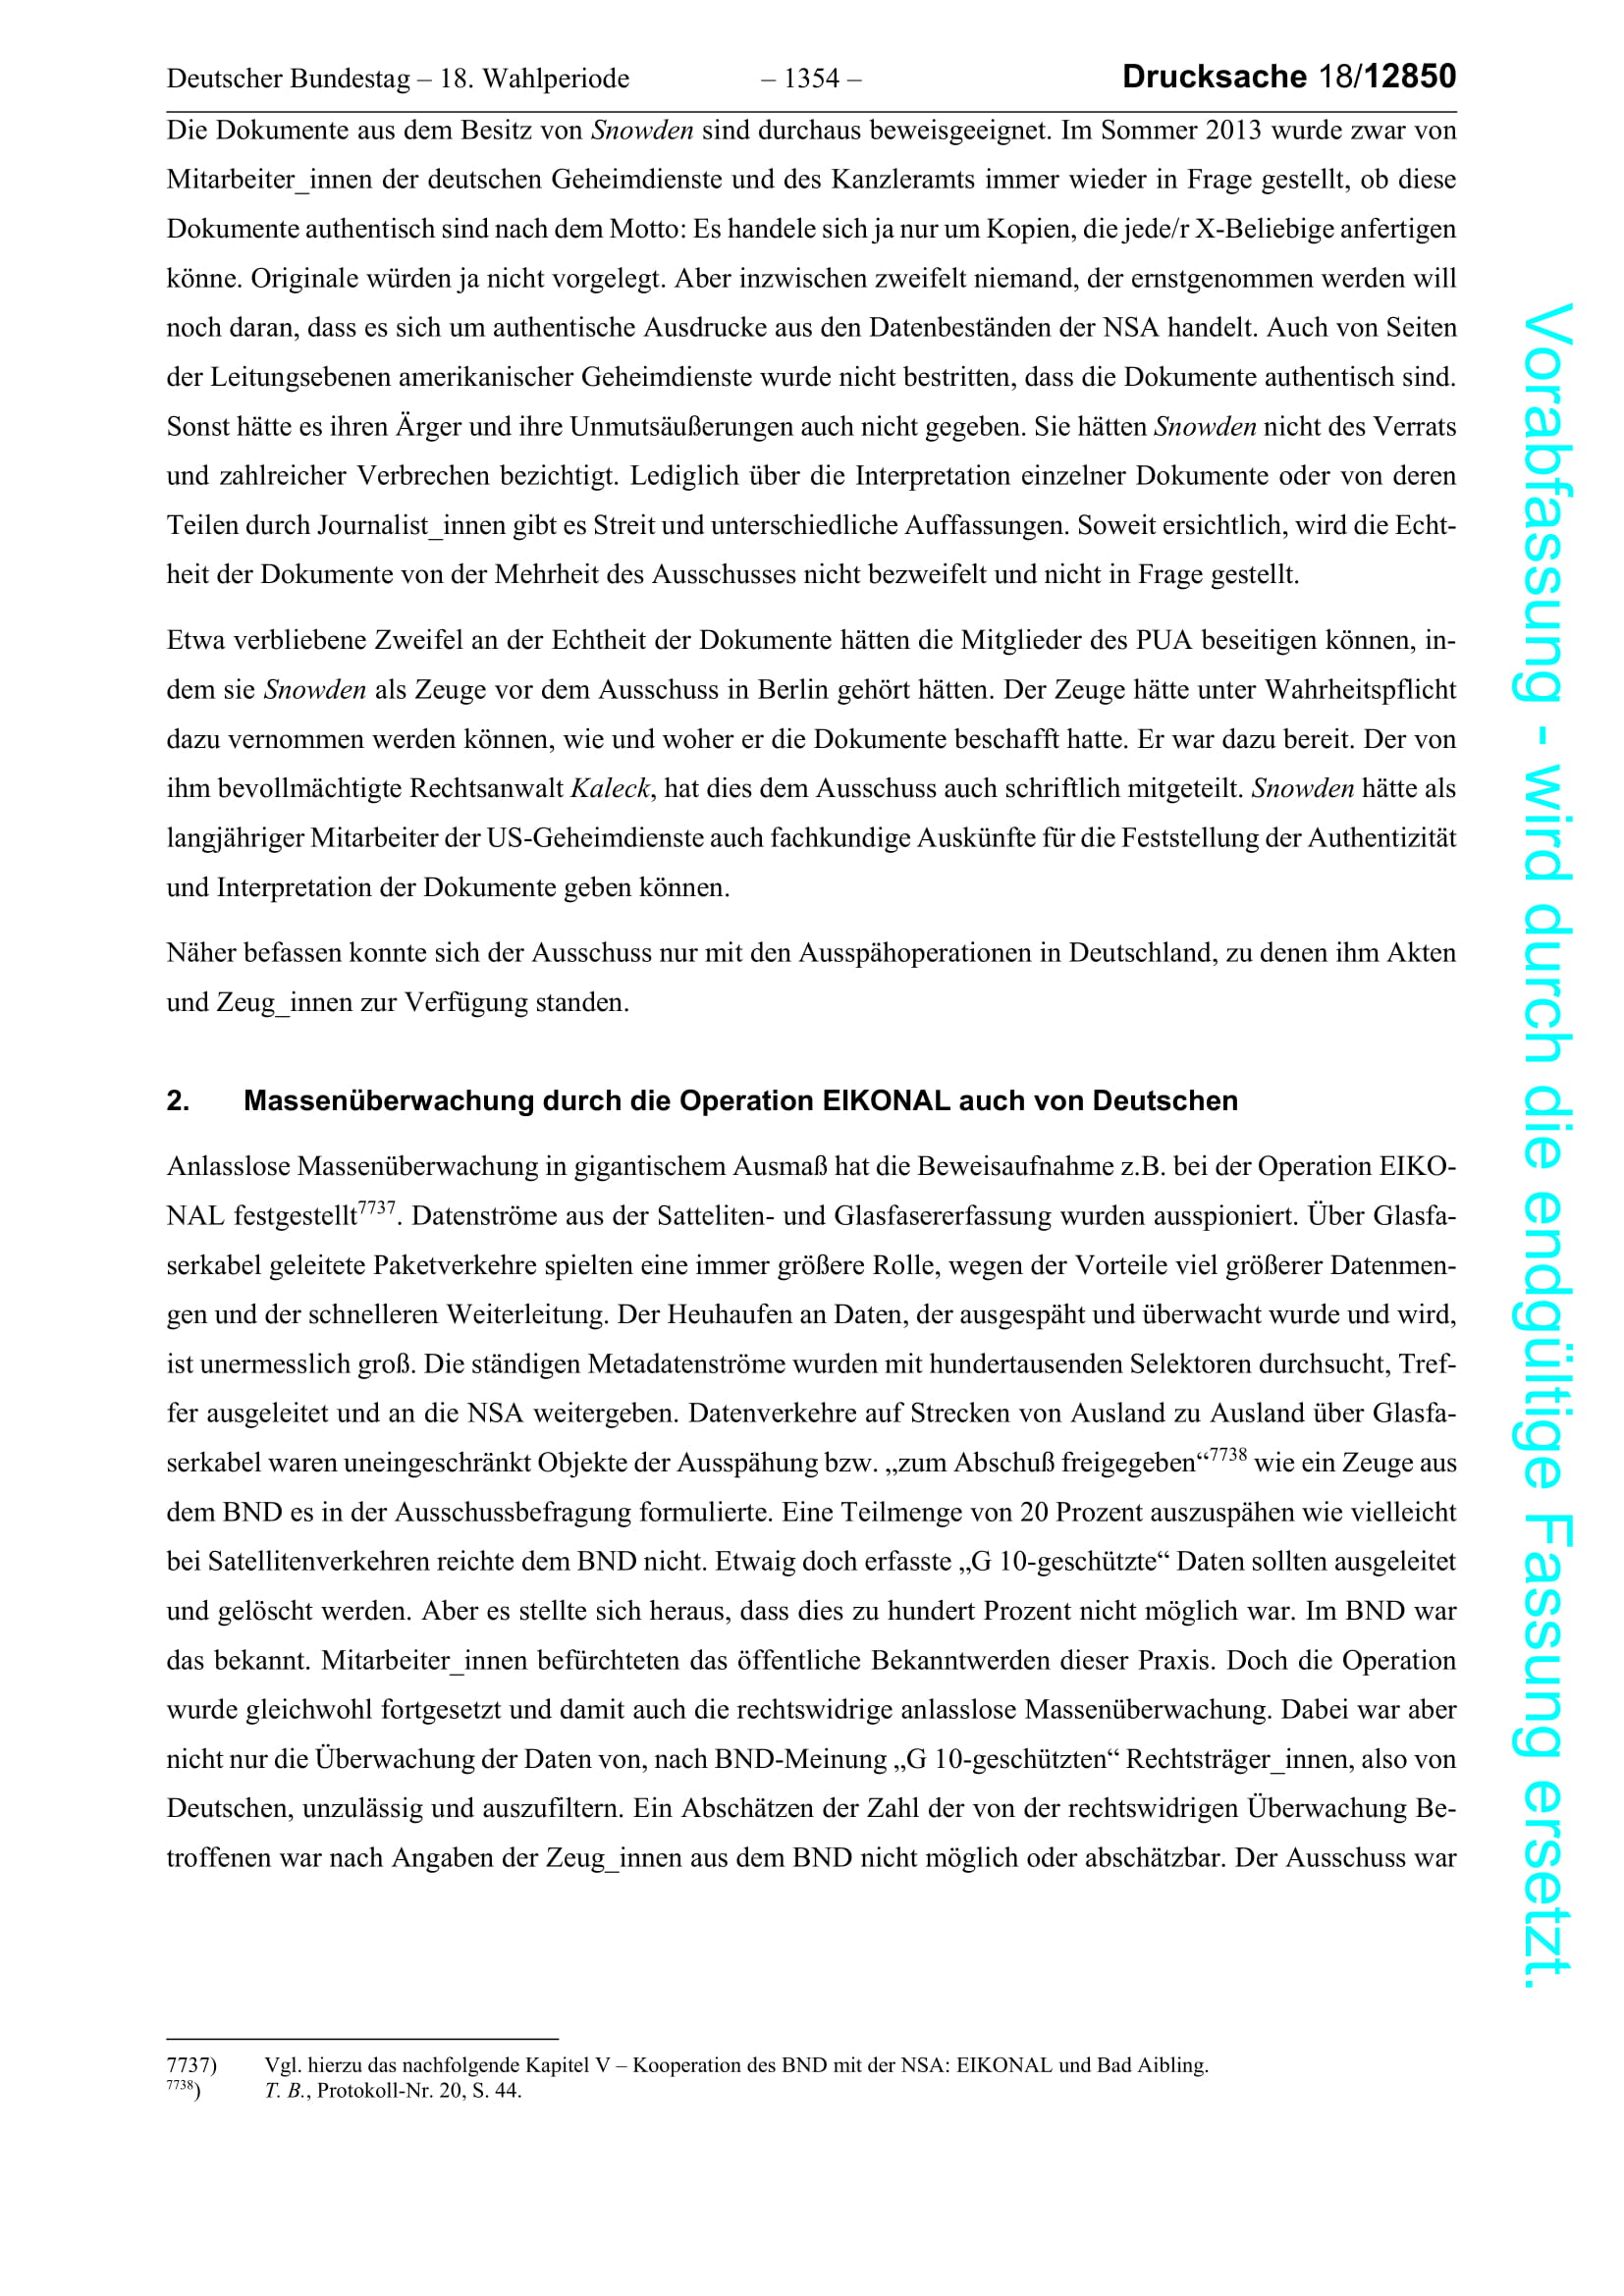 Deutscher Bundestag – 18. Wahlperiode – 1354 – Drucksache 18/12850
Die Dokumente aus dem Besitz von Snowden sind durchaus beweisgeeignet. Im Sommer 2013 wurde zwar von
Mitarbeiter_innen der deutschen Geheimdienste und des Kanzleramts immer wieder in Frage gestellt, ob diese
Dokumente authentisch sind nach dem Motto: Es handele sich ja nur um Kopien, die jede/r X-Beliebige anfertigen
könne. Originale würden ja nicht vorgelegt. Aber inzwischen zweifelt niemand, der ernstgenommen werden will
noch daran, dass es sich um authentische Ausdrucke aus den Datenbeständen der NSA handelt. Auch von Seiten
der Leitungsebenen amerikanischer Geheimdienste wurde nicht bestritten, dass die Dokumente authentisch sind.
Sonst hätte es ihren Ärger und ihre Unmutsäußerungen auch nicht gegeben. Sie hätten Snowden nicht des Verrats
und zahlreicher Verbrechen bezichtigt. Lediglich über die Interpretation einzelner Dokumente oder von deren
Teilen durch Journalist_innen gibt es Streit und unterschiedliche Auffassungen. Soweit ersichtlich, wird die Echt-
heit der Dokumente von der Mehrheit des Ausschusses nicht bezweifelt und nicht in Frage gestellt.
Etwa verbliebene Zweifel an der Echtheit der Dokumente hätten die Mitglieder des PUA beseitigen können, in-
dem sie Snowden als Zeuge vor dem Ausschuss in Berlin gehört hätten. Der Zeuge hätte unter Wahrheitspflicht
dazu vernommen werden können, wie und woher er die Dokumente beschafft hatte. Er war dazu bereit. Der von
ihm bevollmächtigte Rechtsanwalt Kaleck, hat dies dem Ausschuss auch schriftlich mitgeteilt. Snowden hätte als
langjähriger Mitarbeiter der US-Geheimdienste auch fachkundige Auskünfte für die Feststellung der Authentizität
und Interpretation der Dokumente geben können.
Näher befassen konnte sich der Ausschuss nur mit den Ausspähoperationen in Deutschland, zu denen ihm Akten
und Zeug_innen zur Verfügung standen.
2. Massenüberwachung durch die Operation EIKONAL auch von Deutschen
Anlasslose Massenüberwachung in gigantischem Ausmaß hat die Beweisaufnahme z.B. bei der Operation EIKO-
NAL festgestellt7737. Datenströme aus der Satteliten- und Glasfasererfassung wurden ausspioniert. Über Glasfa-
serkabel geleitete Paketverkehre spielten eine immer größere Rolle, wegen der Vorteile viel größerer Datenmen-
gen und der schnelleren Weiterleitung. Der Heuhaufen an Daten, der ausgespäht und überwacht wurde und wird,
ist unermesslich groß. Die ständigen Metadatenströme wurden mit hundertausenden Selektoren durchsucht, Tref-
fer ausgeleitet und an die NSA weitergeben. Datenverkehre auf Strecken von Ausland zu Ausland über Glasfa-
serkabel waren uneingeschränkt Objekte der Ausspähung bzw. „zum Abschuß freigegeben“7738 wie ein Zeuge aus
dem BND es in der Ausschussbefragung formulierte. Eine Teilmenge von 20 Prozent auszuspähen wie vielleicht
bei Satellitenverkehren reichte dem BND nicht. Etwaig doch erfasste „G 10-geschützte“ Daten sollten ausgeleitet
und gelöscht werden. Aber es stellte sich heraus, dass dies zu hundert Prozent nicht möglich war. Im BND war
das bekannt. Mitarbeiter_innen befürchteten das öffentliche Bekanntwerden dieser Praxis. Doch die Operation
wurde gleichwohl fortgesetzt und damit auch die rechtswidrige anlasslose Massenüberwachung. Dabei war aber
nicht nur die Überwachung der Daten von, nach BND-Meinung „G 10-geschützten“ Rechtsträger_innen, also von
Deutschen, unzulässig und auszufiltern. Ein Abschätzen der Zahl der von der rechtswidrigen Überwachung Be-
troffenen war nach Angaben der Zeug_innen aus dem BND nicht möglich oder abschätzbar. Der Ausschuss war
7737) Vgl. hierzu das nachfolgende Kapitel V – Kooperation des BND mit der NSA: EIKONAL und Bad Aibling.
7738) T. B., Protokoll-Nr. 20, S. 44.
Vorabfassung - wird durch die endgültige Fassung ersetzt.